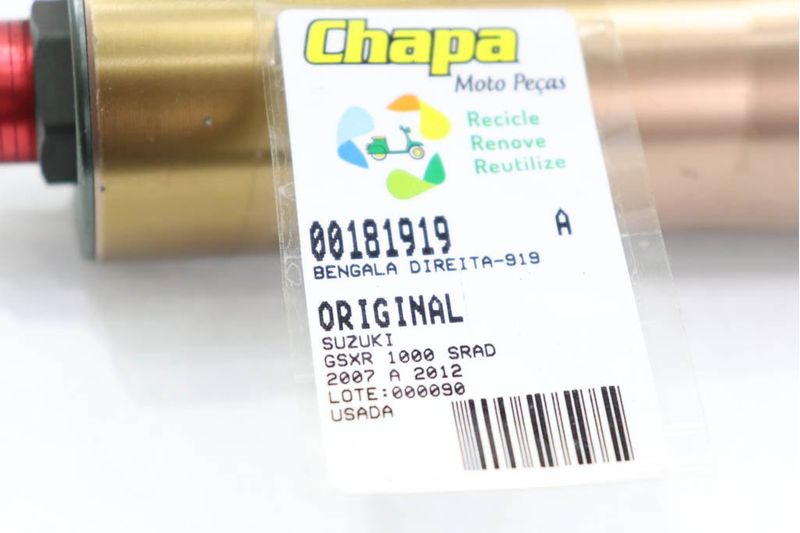 Chapa
Moto Peças
Recicle
Renove
Reutilize
00181919 A
BENGALA DIREITA-919
ORIGINAL
SUZUKI
GSXR 1000 SRAD
2007 A 2012
LOTE:000090
USADA